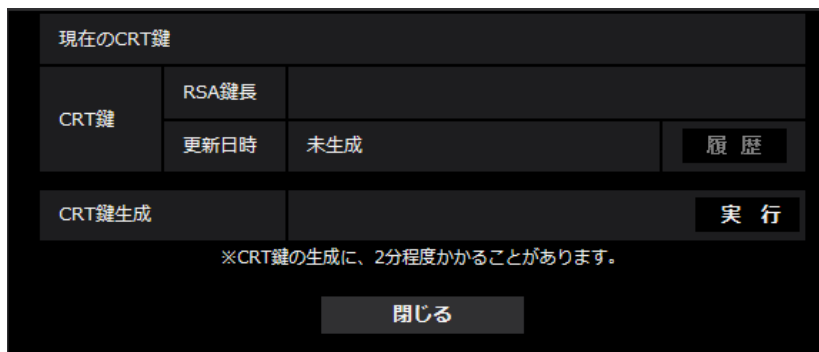 現在のCRT鍵
CRT鍵
RSA鍵長
更新日時
未生成
履 歴
CRT鍵生成
実 行
※CRT鍵の生成に、2分程度かかることがあります。
閉じる